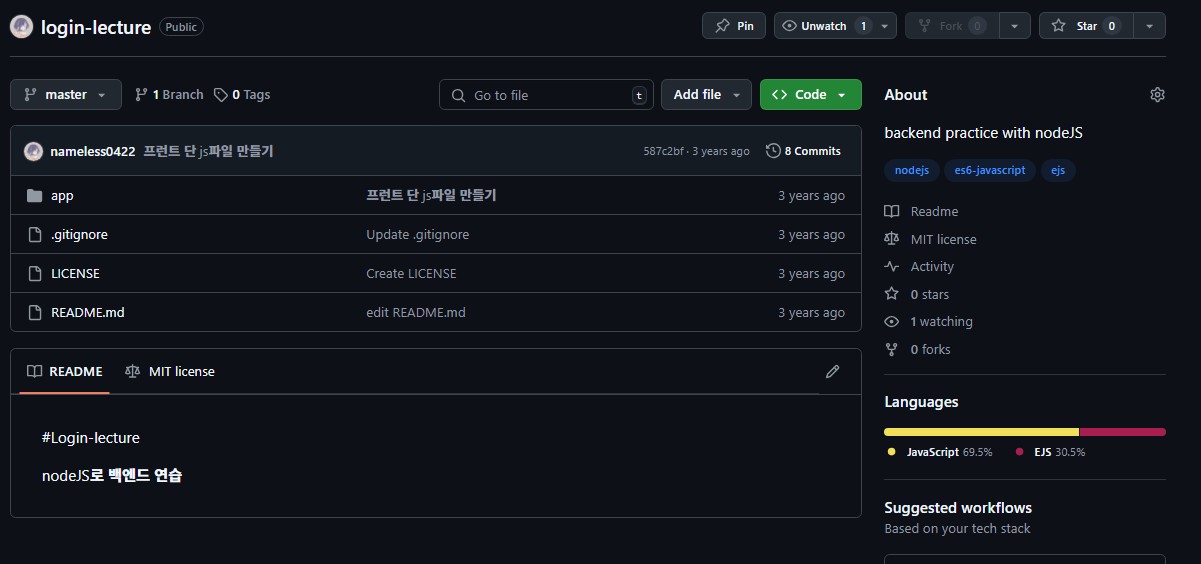 login-lecture Public Pin Unwatch 1 Fork 0 Star 0
master 1 Branch 0 Tags Go to file t Add file Code
nameless0422 프런트 단 js파일 만들기 587c2bf · 3 years ago 8 Commits
app 프런트 단 js파일 만들기 3 years ago
.gitignore Update .gitignore 3 years ago
LICENSE Create LICENSE 3 years ago
README.md edit README.md 3 years ago
README MIT license
#Login-lecture
nodeJS로 백엔드 연습
About
backend practice with nodeJS
nodejs es6-javascript ejs
Readme
MIT license
Activity
0 stars
1 watching
0 forks
Languages
JavaScript 69.5% EJS 30.5%
Suggested workflows
Based on your tech stack